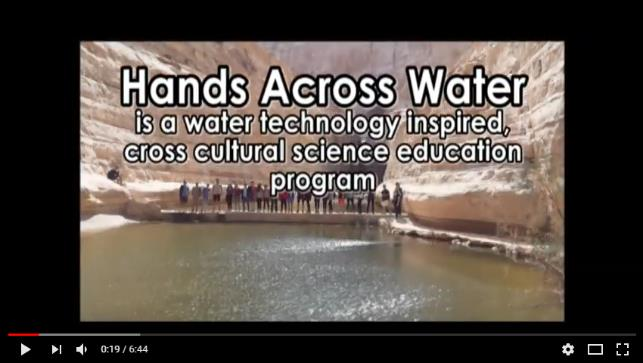 Hands Across Water
is a water technology inspired,
cross cultural science education
program
0:19 / 6:44